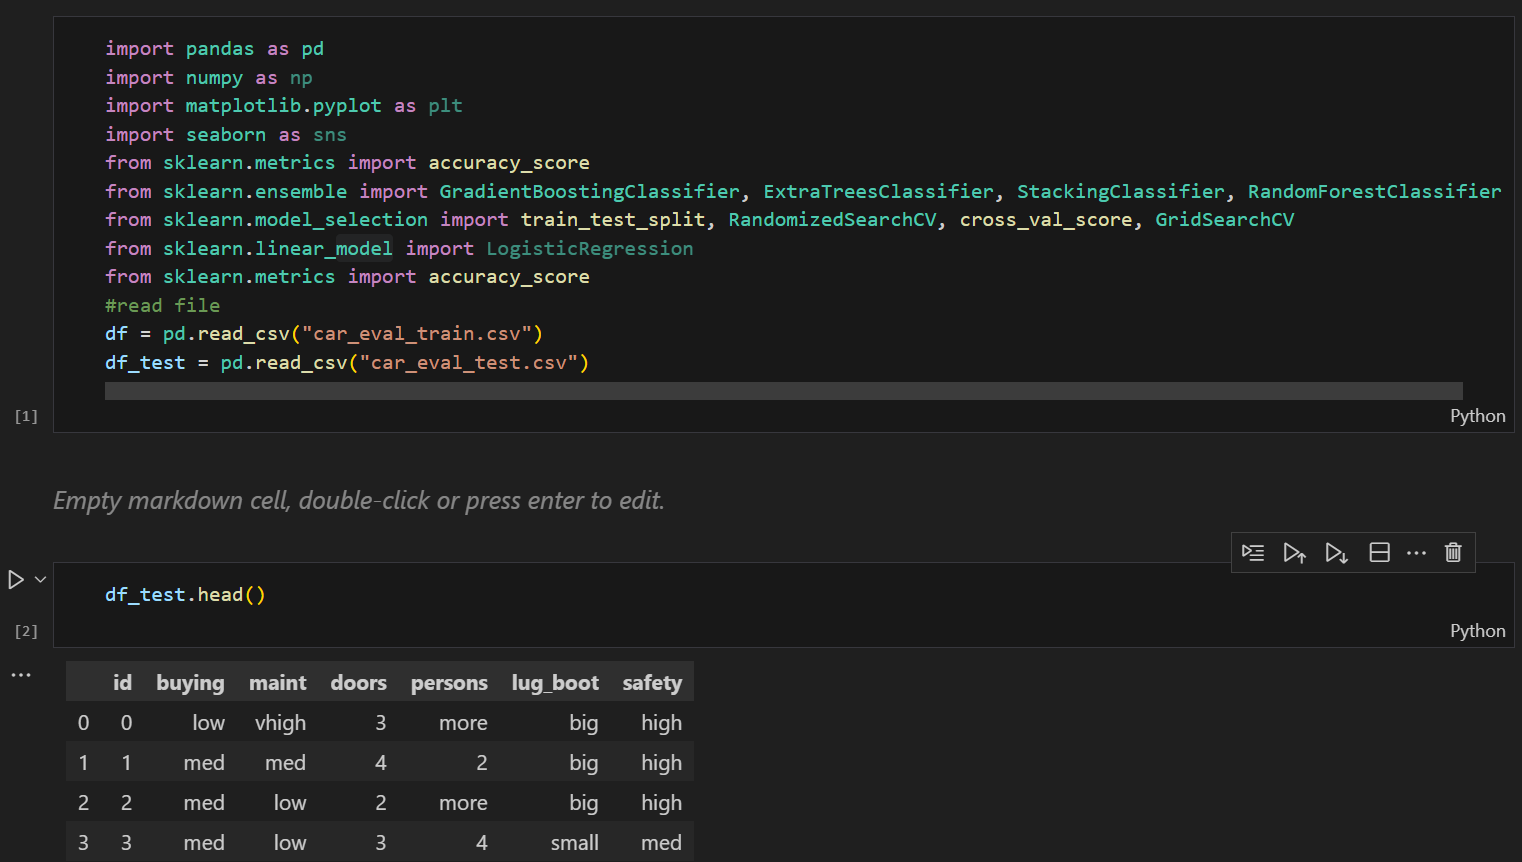 import pandas as pd
import numpy as np
import matplotlib.pyplot as plt
import seaborn as sns
from sklearn.metrics import accuracy_score
from sklearn.ensemble import GradientBoostingClassifier, ExtraTreesClassifier, StackingClassifier, RandomForestClassifier
from sklearn.model_selection import train_test_split, RandomizedSearchCV, cross_val_score, GridSearchCV
from sklearn.linear_model import LogisticRegression
from sklearn.metrics import accuracy_score
#read file
df = pd.read_csv("car_eval_train.csv")
df_test = pd.read_csv("car_eval_test.csv")
[1] Python
Empty markdown cell, double-click or press enter to edit.
df_test.head()
[2] Python
id buying maint doors persons lug_boot safety
0 0 low vhigh 3 more big high
1 1 med med 4 2 big high
2 2 med low 2 more big high
3 3 med low 3 4 small med